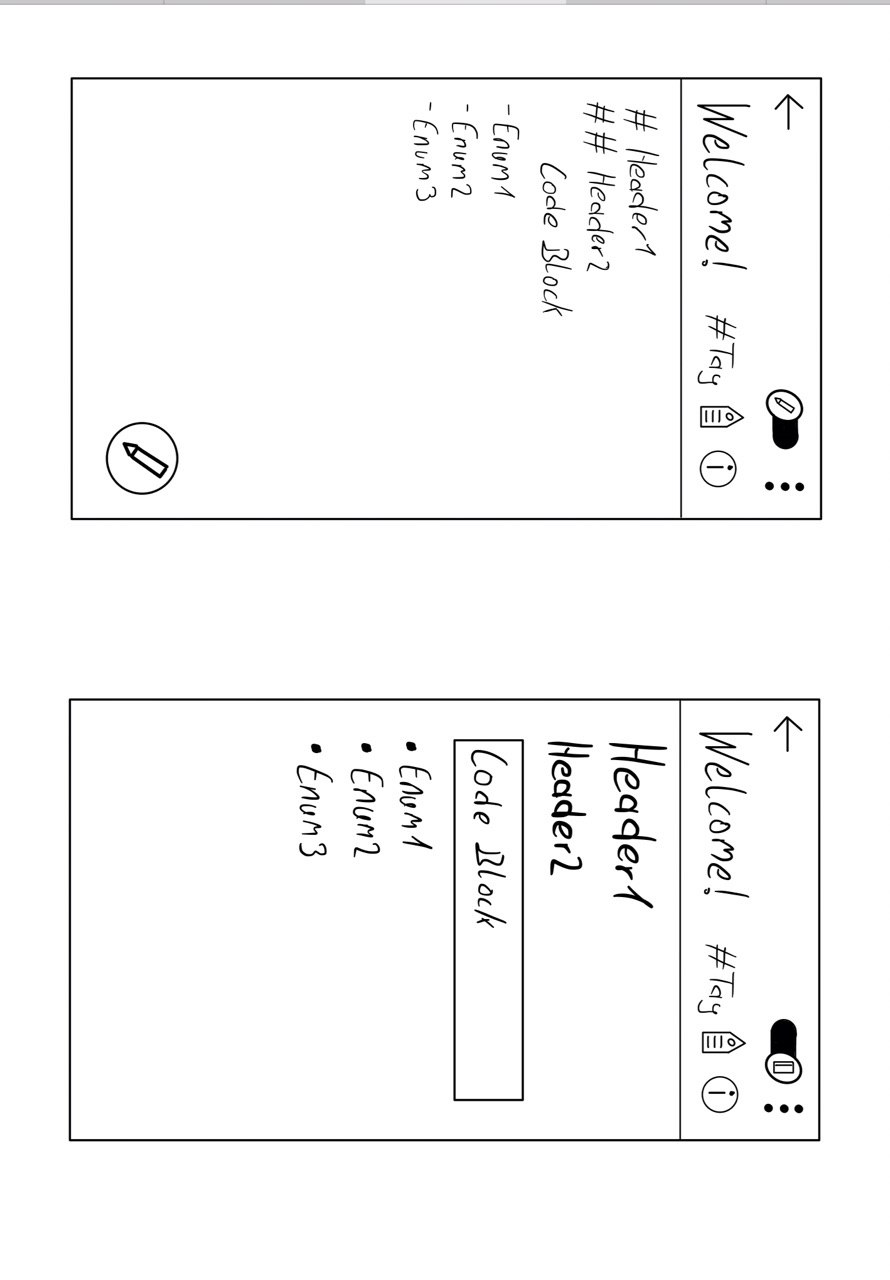 Welcome! #Tag
# Header1
## Header2
Code Block
- Enum1
- Enum2
- Enum3
Welcome! #Tag
Header1
Header2
Code Block
• Enum1
• Enum2
• Enum3